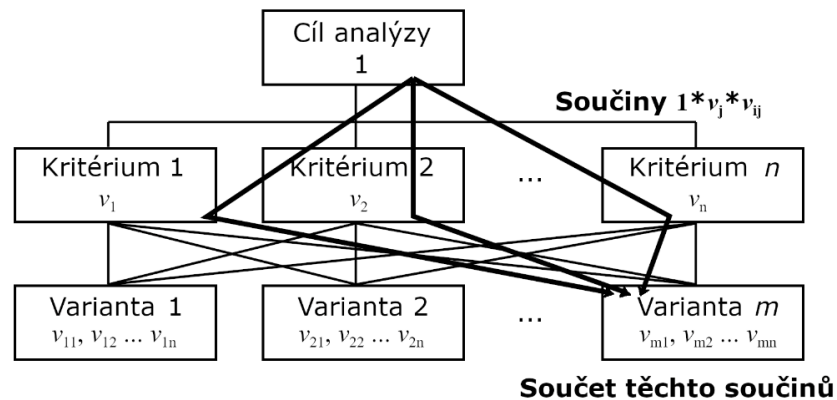 Cíl analýzy
1
Součiny 1*vj*vij
Kritérium 1
v1
Kritérium 2
v2
...
Kritérium n
vn
Varianta 1
v11, v12 ... v1n
Varianta 2
v21, v22 ... v2n
...
Varianta m
vm1, vm2 ... vmn
Součet těchto součinů